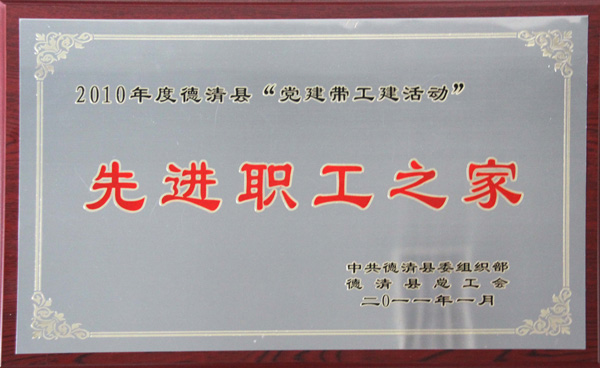 2010年度德清县“党建带工建活动”
先进职工之家
中共德清县委组织部
德清县总工会
二0一一年一月